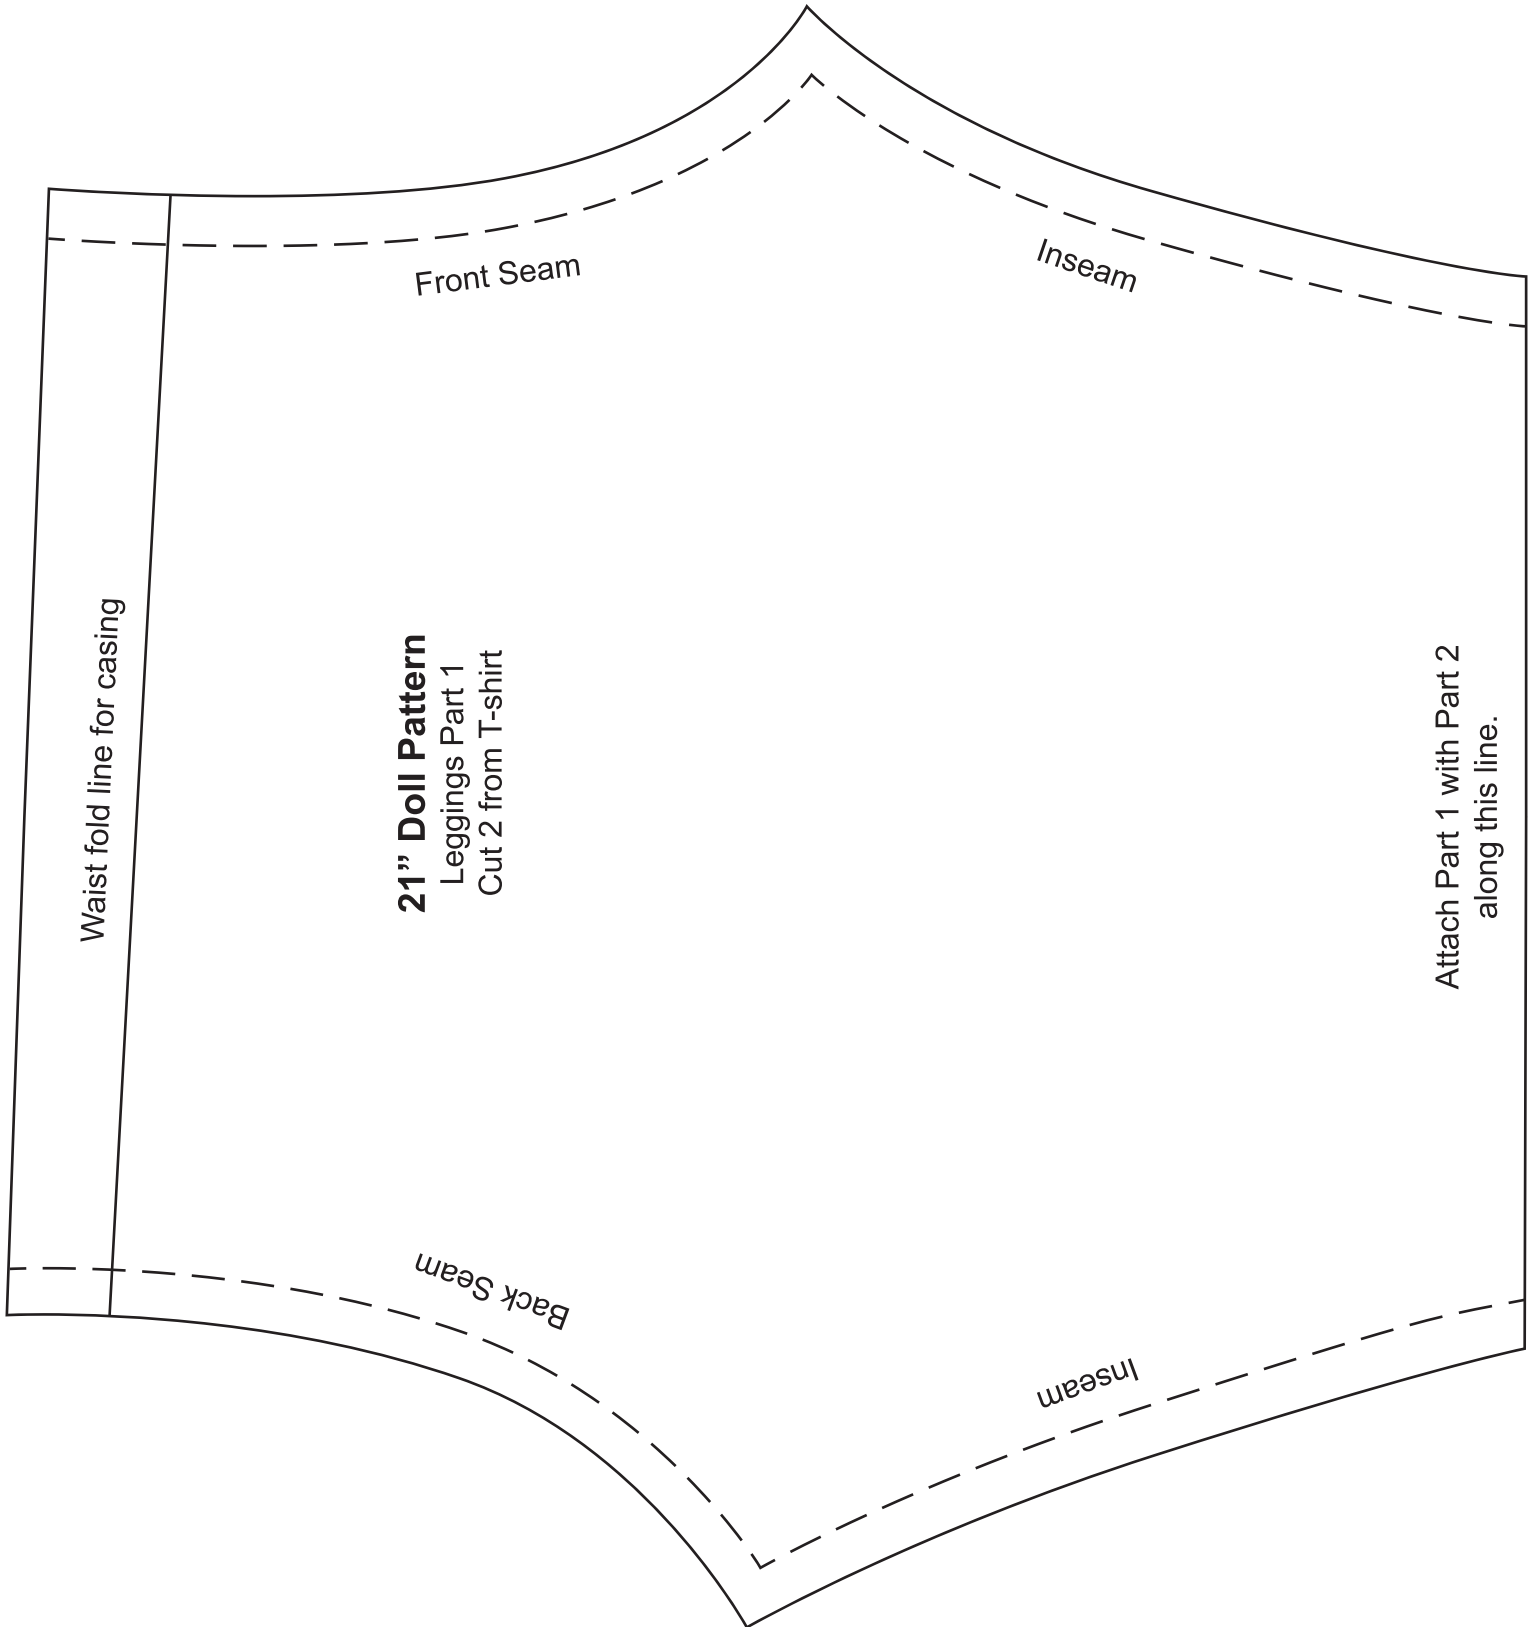 Front Seam
Inseam
Waist fold line for casing
21” Doll Pattern
Leggings Part 1
Cut 2 from T-shirt
Attach Part 1 with Part 2
along this line.
Back Seam
Inseam